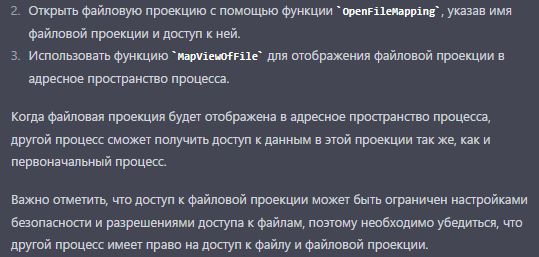 2. Открыть файловую проекцию с помощью функции `OpenFileMapping`, указав имя
файловой проекции и доступ к ней.
3. Использовать функцию `MapViewOfFile` для отображения файловой проекции в
адресное пространство процесса.
Когда файловая проекция будет отображена в адресное пространство процесса,
другой процесс сможет получить доступ к данным в этой проекции так же, как и
первоначальный процесс.
Важно отметить, что доступ к файловой проекции может быть ограничен настройками
безопасности и разрешениями доступа к файлам, поэтому необходимо убедиться, что
другой процесс имеет право на доступ к файлу и файловой проекции.